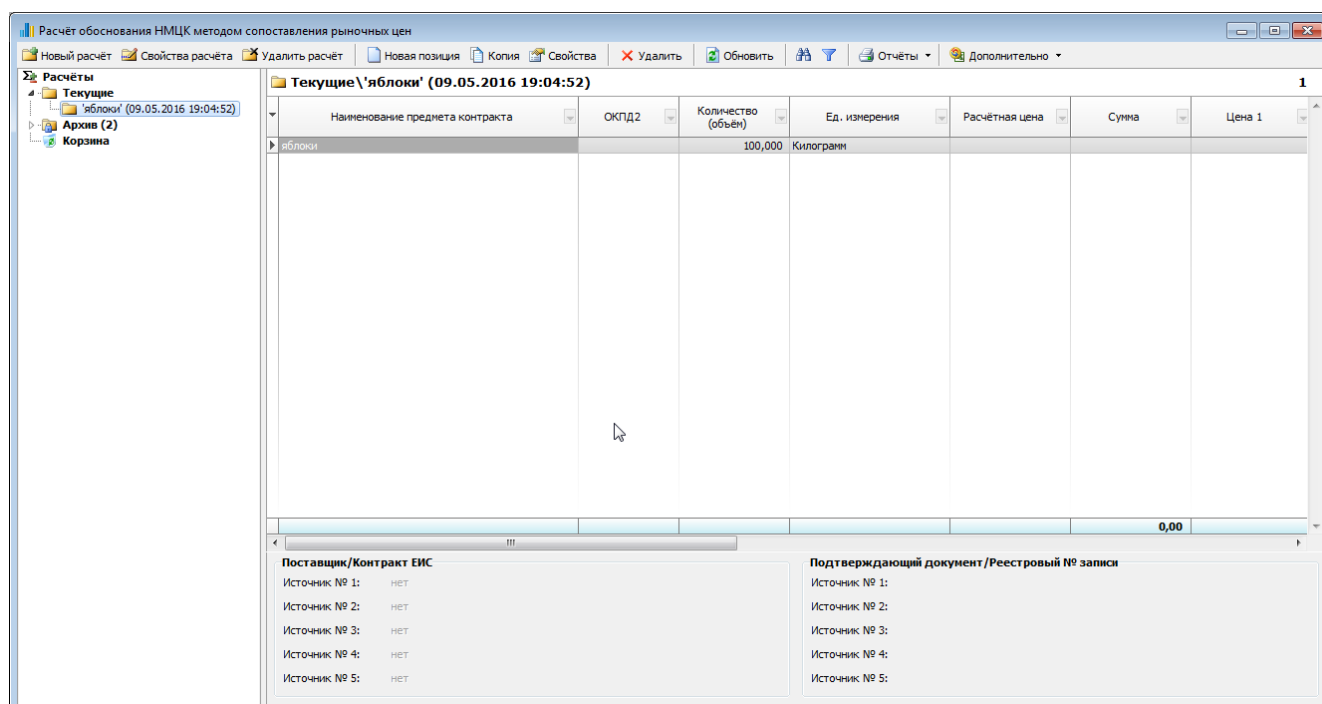 Расчёт обоснования НМЦК методом сопоставления рыночных цен
Новый расчёт Свойства расчёта Удалить расчёт Новая позиция Копия Свойства Удалить Обновить Отчёты Дополнительно
Расчёты
Текущие
'яблоки' (09.05.2016 19:04:52)
Архив (2)
Корзина
Текущие\'яблоки' (09.05.2016 19:04:52) 1
Наименование предмета контракта ОКПД2 Количество (объём) Ед. измерения Расчётная цена Сумма Цена 1
яблоки 100,000 Килограмм
0,00
Поставщик/Контракт ЕИС
Источник № 1: нет
Источник № 2: нет
Источник № 3: нет
Источник № 4: нет
Источник № 5: нет
Подтверждающий документ/Реестровый № записи
Источник № 1:
Источник № 2:
Источник № 3:
Источник № 4:
Источник № 5: